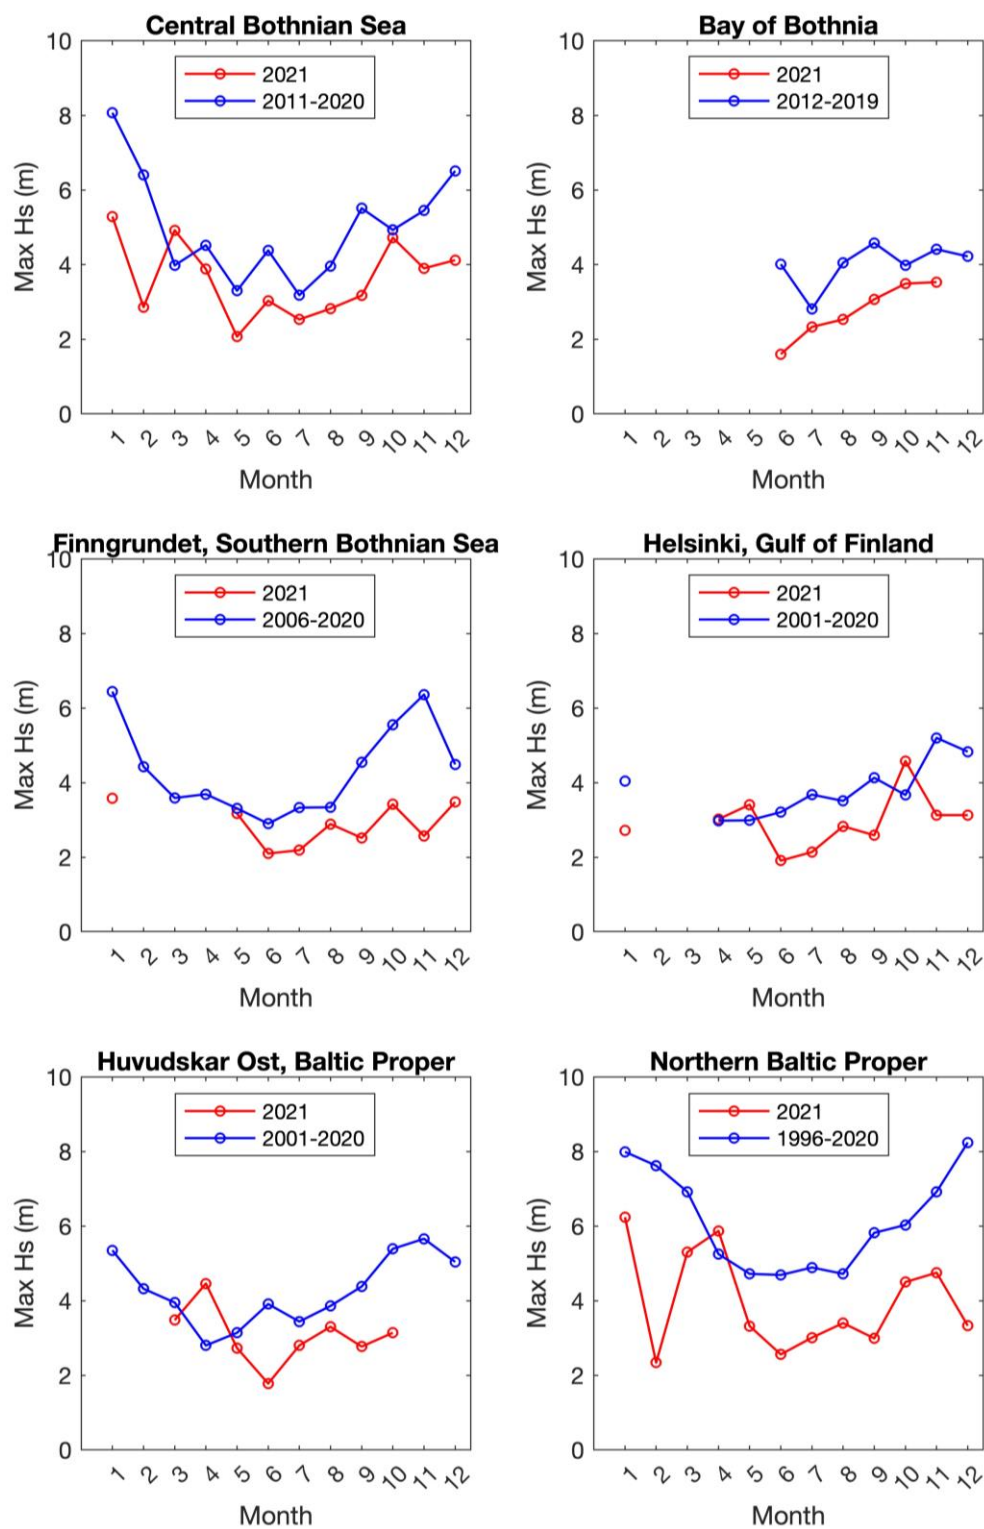 Central Bothnian Sea
2021
2011-2020
Max Hs (m)
10
8
6
4
2
0
1 2 3 4 5 6 7 8 9 10 11 12
Month
Bay of Bothnia
2021
2012-2019
Max Hs (m)
10
8
6
4
2
0
1 2 3 4 5 6 7 8 9 10 11 12
Month
Finngrundet, Southern Bothnian Sea
2021
2006-2020
Max Hs (m)
10
8
6
4
2
0
1 2 3 4 5 6 7 8 9 10 11 12
Month
Helsinki, Gulf of Finland
2021
2001-2020
Max Hs (m)
10
8
6
4
2
0
1 2 3 4 5 6 7 8 9 10 11 12
Month
Huvudskar Ost, Baltic Proper
2021
2001-2020
Max Hs (m)
10
8
6
4
2
0
1 2 3 4 5 6 7 8 9 10 11 12
Month
Northern Baltic Proper
2021
1996-2020
Max Hs (m)
10
8
6
4
2
0
1 2 3 4 5 6 7 8 9 10 11 12
Month